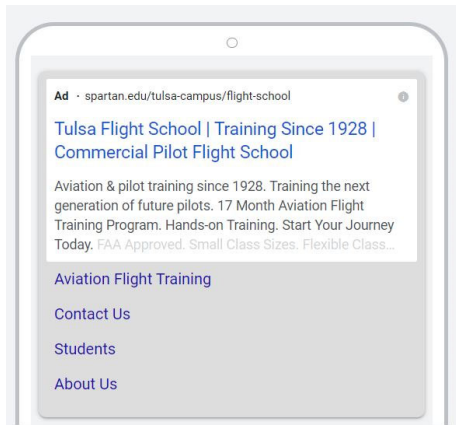 Ad · spartan.edu/tulsa-campus/flight-school
Tulsa Flight School | Training Since 1928 |
Commercial Pilot Flight School
Aviation & pilot training since 1928. Training the next
generation of future pilots. 17 Month Aviation Flight
Training Program. Hands-on Training. Start Your Journey
Today. FAA Approved. Small Class Sizes. Flexible Class...
Aviation Flight Training
Contact Us
Students
About Us